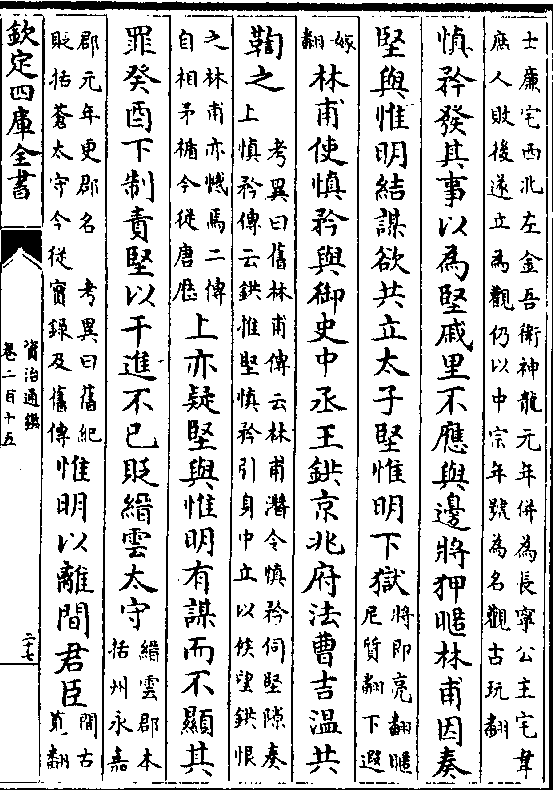 士廉宅西北左金吾衛神龍元年併為長寧公主宅韋
庶人敗後遂立為觀仍以中宗年號為名觀古玩翻
慎矜發其事以為堅戚里不應與邊將狎暱林甫因奏
堅與惟明結謀欲共立太子堅惟明下獄將即亮翻暱
尼質翻下遐
嫁
翻
林甫使慎矜與御史中丞王鉷京兆府法曹吉温共
鞫之考異曰舊林甫傳云林甫潛令慎矜伺堅隙奏
上慎矜傳云鉷推堅慎矜引身中立以候望鉷恨
之林甫亦憾焉二傳
自相矛楯今從唐歷
上亦疑堅與惟明有謀而不顯其
罪癸酉下制責堅以干進不已貶縉雲太守縉雲郡本
括州永嘉
郡元年更郡名 考異曰舊紀
貶括蒼太守今從實錄及舊傳
惟明以離間君臣間古
莧翻
欽定四庫全書
資治通鑑
卷二百十五
二十七